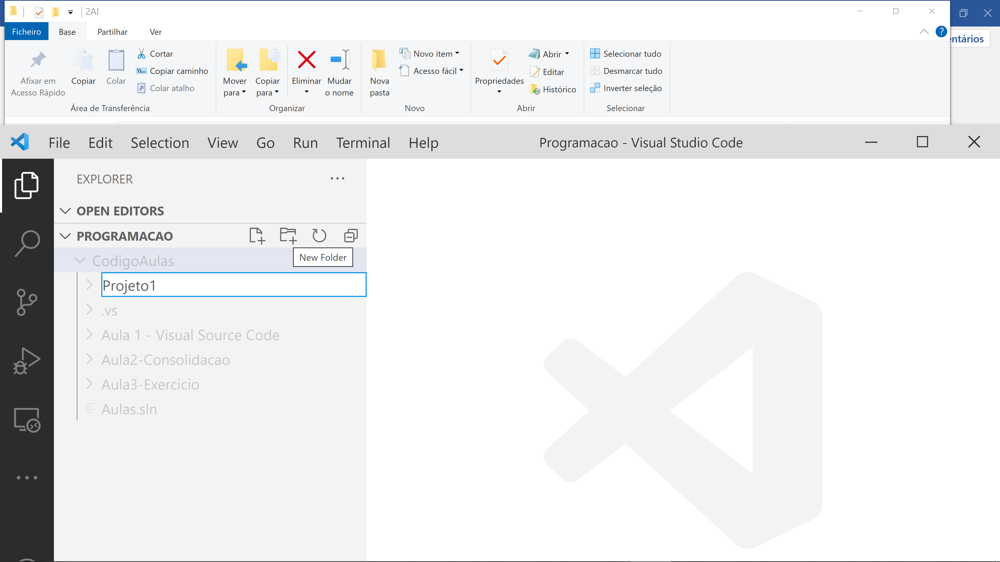 2AI
Ficheiro Base Partilhar Ver
ntários
Afixar em Acesso Rápido
Copiar
Colar
Cortar
Copiar caminho
Colar atalho
Área de Transferência
Mover para
Copiar para
Eliminar
Mudar o nome
Organizar
Nova pasta
Novo item
Acesso fácil
Novo
Propriedades
Abrir
Editar
Histórico
Abrir
Selecionar tudo
Desmarcar tudo
Inverter seleção
Selecionar
File Edit Selection View Go Run Terminal Help Programacao - Visual Studio Code
EXPLORER
OPEN EDITORS
PROGRAMACAO
New Folder
CodigoAulas
Projeto1
.vs
Aula 1 - Visual Source Code
Aula2-Consolidacao
Aula3-Exercicio
Aulas.sln